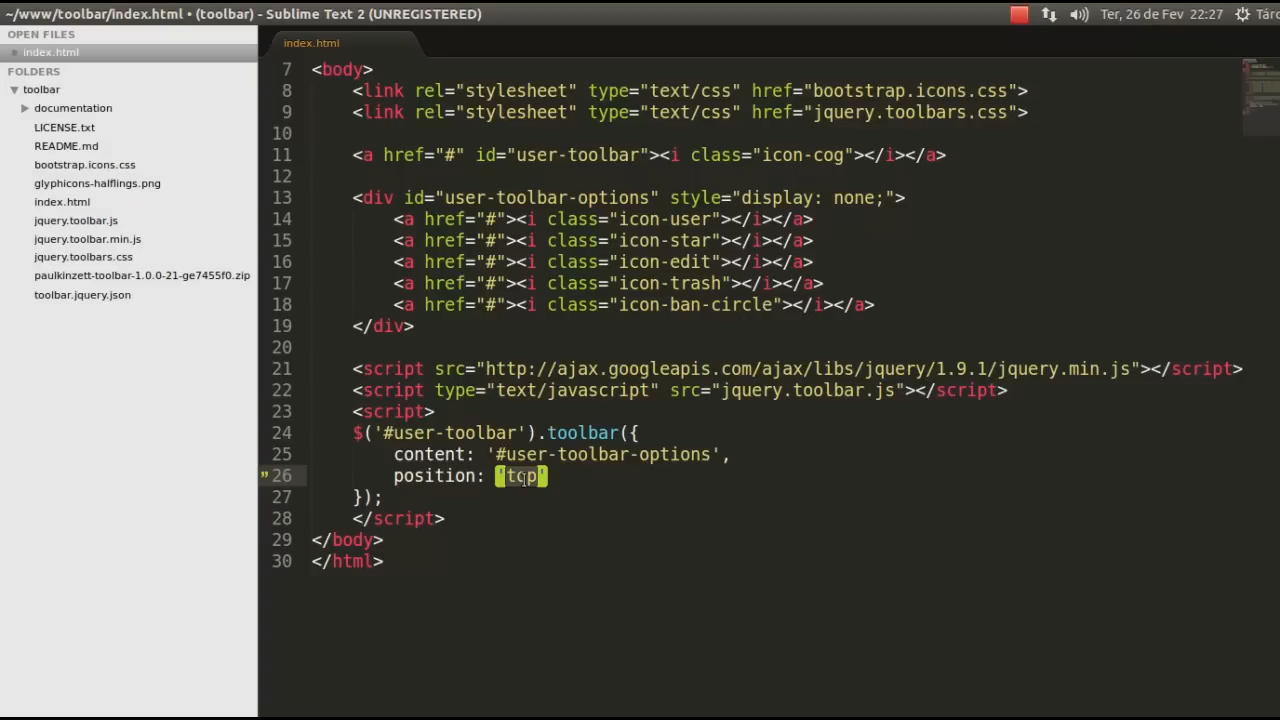 ~/www/toolbar/index.html • (toolbar) - Sublime Text 2 (UNREGISTERED)
Ter, 26 de Fev 22:27
Tárc
OPEN FILES
index.html
FOLDERS
toolbar
documentation
LICENSE.txt
README.md
bootstrap.icons.css
glyphicons-halflings.png
index.html
jquery.toolbar.js
jquery.toolbar.min.js
jquery.toolbars.css
paulkinzett-toolbar-1.0.0-21-ge7455f0.zip
toolbar.jquery.json
index.html
7 <body>
8 <link rel="stylesheet" type="text/css" href="bootstrap.icons.css">
9 <link rel="stylesheet" type="text/css" href="jquery.toolbars.css">
10
11 <a href="#" id="user-toolbar"><i class="icon-cog"></i></a>
12
13 <div id="user-toolbar-options" style="display: none;">
14 <a href="#"><i class="icon-user"></i></a>
15 <a href="#"><i class="icon-star"></i></a>
16 <a href="#"><i class="icon-edit"></i></a>
17 <a href="#"><i class="icon-trash"></i></a>
18 <a href="#"><i class="icon-ban-circle"></i></a>
19 </div>
20
21 <script src="http://ajax.googleapis.com/ajax/libs/jquery/1.9.1/jquery.min.js"></script>
22 <script type="text/javascript" src="jquery.toolbar.js"></script>
23 <script>
24 $('#user-toolbar').toolbar({
25 content: '#user-toolbar-options',
26 position: 'top'
27 });
28 </script>
29 </body>
30 </html>